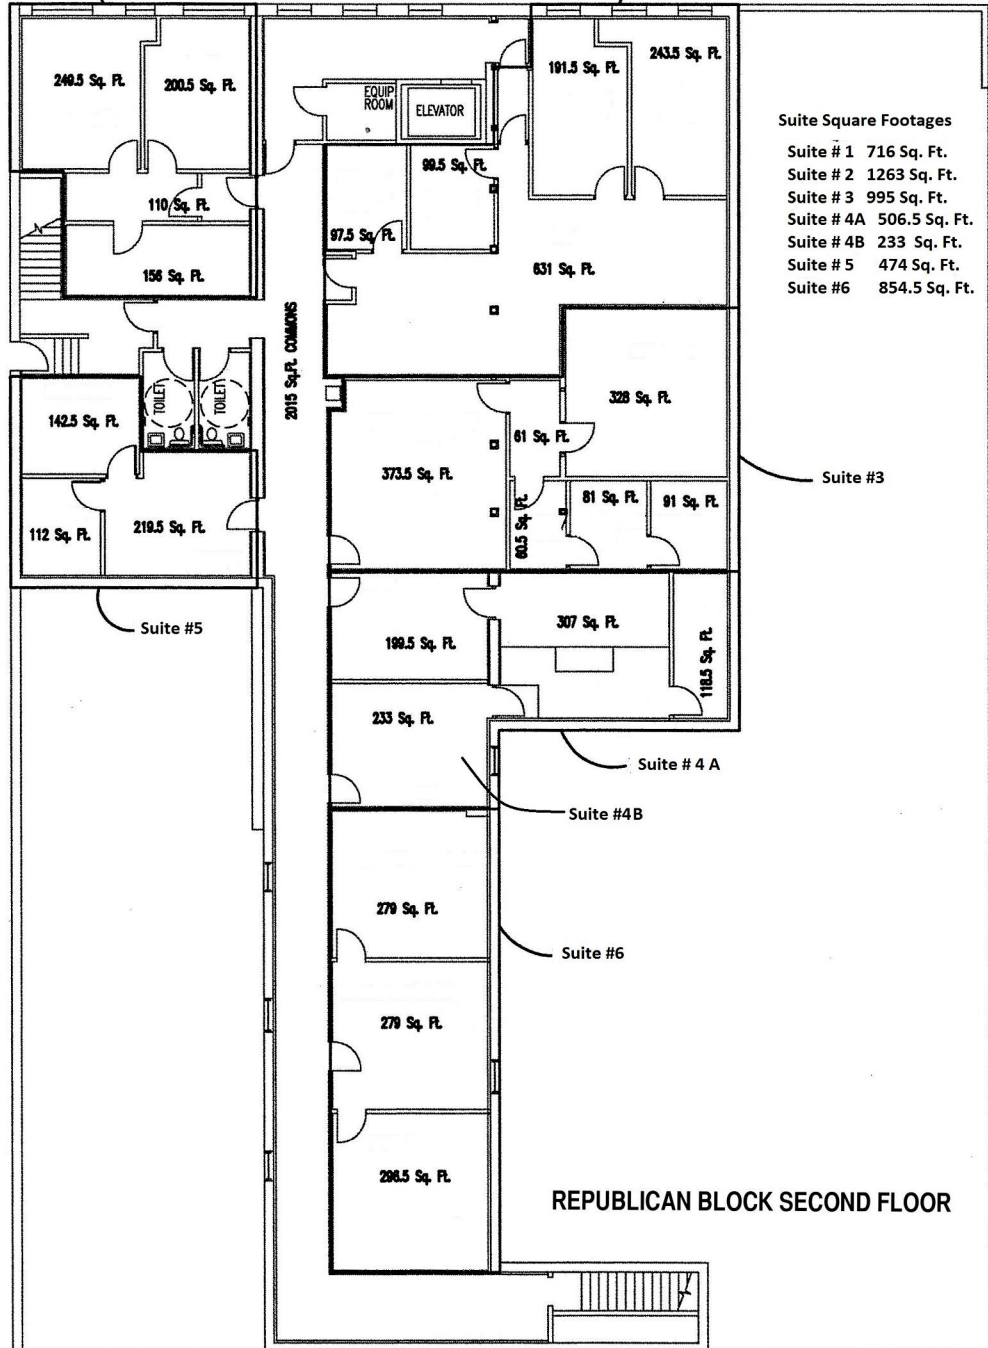 249.5 Sq. Ft.
200.5 Sq. Ft.
EQUIP
ROOM
ELEVATOR
191.5 Sq. Ft.
243.5 Sq. Ft.
Suite Square Footages
Suite # 1 716 Sq. Ft.
Suite # 2 1263 Sq. Ft.
Suite # 3 995 Sq. Ft.
Suite # 4A 506.5 Sq. Ft.
Suite # 4B 233 Sq. Ft.
Suite # 5 474 Sq. Ft.
Suite #6 854.5 Sq. Ft.
99.5 Sq. Ft.
110 Sq. Ft.
97.5 Sq. Ft.
156 Sq. Ft.
631 Sq. Ft.
2015 Sq.Ft. COMMONS
TOILET
TOILET
142.5 Sq. Ft.
328 Sq. Ft.
61 Sq. Ft.
373.5 Sq. Ft.
Suite #3
60.5 Sq. Ft.
81 Sq. Ft.
91 Sq. Ft.
112 Sq. Ft.
219.5 Sq. Ft.
Suite #5
199.5 Sq. Ft.
307 Sq. Ft.
118.5 Sq. Ft.
233 Sq. Ft.
Suite # 4 A
Suite #4B
279 Sq. Ft.
Suite #6
279 Sq. Ft.
296.5 Sq. Ft.
REPUBLICAN BLOCK SECOND FLOOR